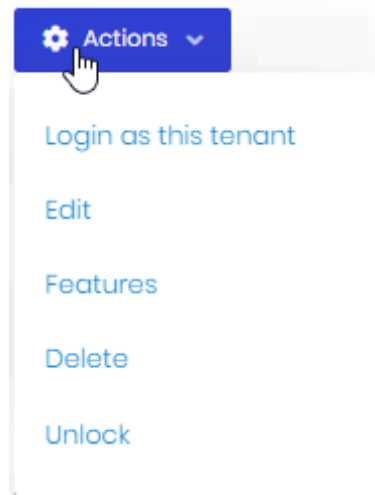 Actions
Login as this tenant
Edit
Features
Delete
Unlock